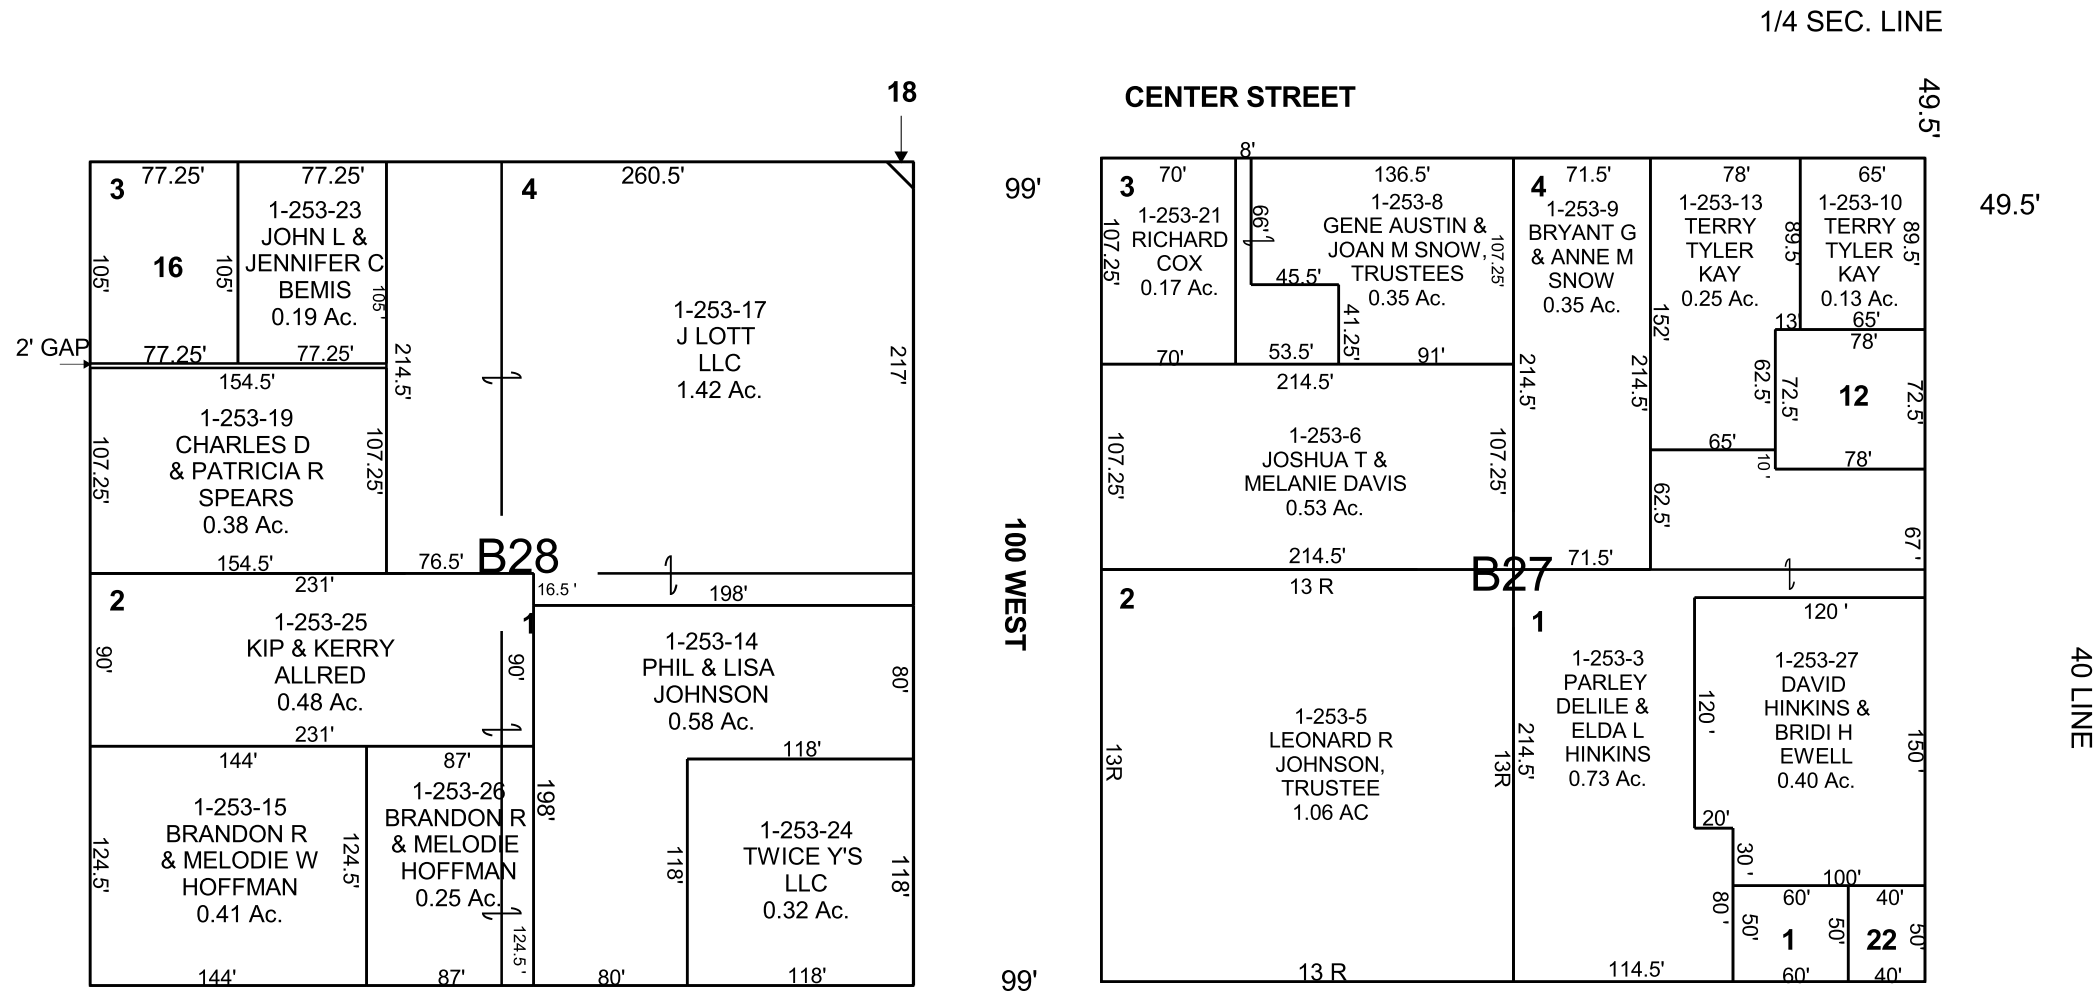 1/4 SEC. LINE
18
CENTER STREET
49.5'
3
77.25'
77.25'
4
260.5'
99'
3
70'
8'
136.5'
4
71.5'
78'
65'
49.5'
1-253-23
JOHN L &
JENNIFER C
BEMIS
0.19 Ac.
105'
16
105'
105'
2' GAP
77.25'
77.25'
214.5'
1-253-17
J LOTT
LLC
1.42 Ac.
217'
154.5'
1-253-19
CHARLES D
& PATRICIA R
SPEARS
0.38 Ac.
107.25'
107.25'
154.5'
76.5'
B28
107.25'
1-253-21
RICHARD
COX
0.17 Ac.
66'
1-253-8
GENE AUSTIN &
JOAN M SNOW,
TRUSTEES
0.35 Ac.
107.25'
45.5'
41.25'
70'
53.5'
91'
1-253-9
BRYANT G
& ANNE M
SNOW
0.35 Ac.
214.5'
214.5'
1-253-13
TERRY
TYLER
KAY
0.25 Ac.
152'
89.5'
1-253-10
TERRY
TYLER
KAY
0.13 Ac.
89.5'
13'
65'
78'
62.5'
72.5'
12
72.5'
65'
10 '
78'
62.5'
67 '
214.5'
1-253-6
JOSHUA T &
MELANIE DAVIS
0.53 Ac.
107.25'
107.25'
214.5'
71.5'
B27
100 WEST
2
231'
16.5 '
198'
1
1-253-25
KIP & KERRY
ALLRED
0.48 Ac.
90'
90'
231'
1-253-14
PHIL & LISA
JOHNSON
0.58 Ac.
80'
118'
144'
1-253-15
BRANDON R
& MELODIE W
HOFFMAN
0.41 Ac.
124.5'
124.5'
144'
87'
1-253-26
BRANDON R
& MELODIE
HOFFMAN
0.25 Ac.
198'
124.5 '
87'
80'
118'
1-253-24
TWICE Y'S
LLC
0.32 Ac.
118'
118'
99'
2
13 R
1
120 '
13R
1-253-5
LEONARD R
JOHNSON,
TRUSTEE
1.06 AC
13R
214.5'
13 R
1-253-3
PARLEY
DELILE &
ELDA L
HINKINS
0.73 Ac.
120 '
1-253-27
DAVID
HINKINS &
BRIDI H
EWELL
0.40 Ac.
150'
40 LINE
20'
30 '
100'
80 '
60'
40'
50'
1
50'
22
50'
114.5'
60'
40'